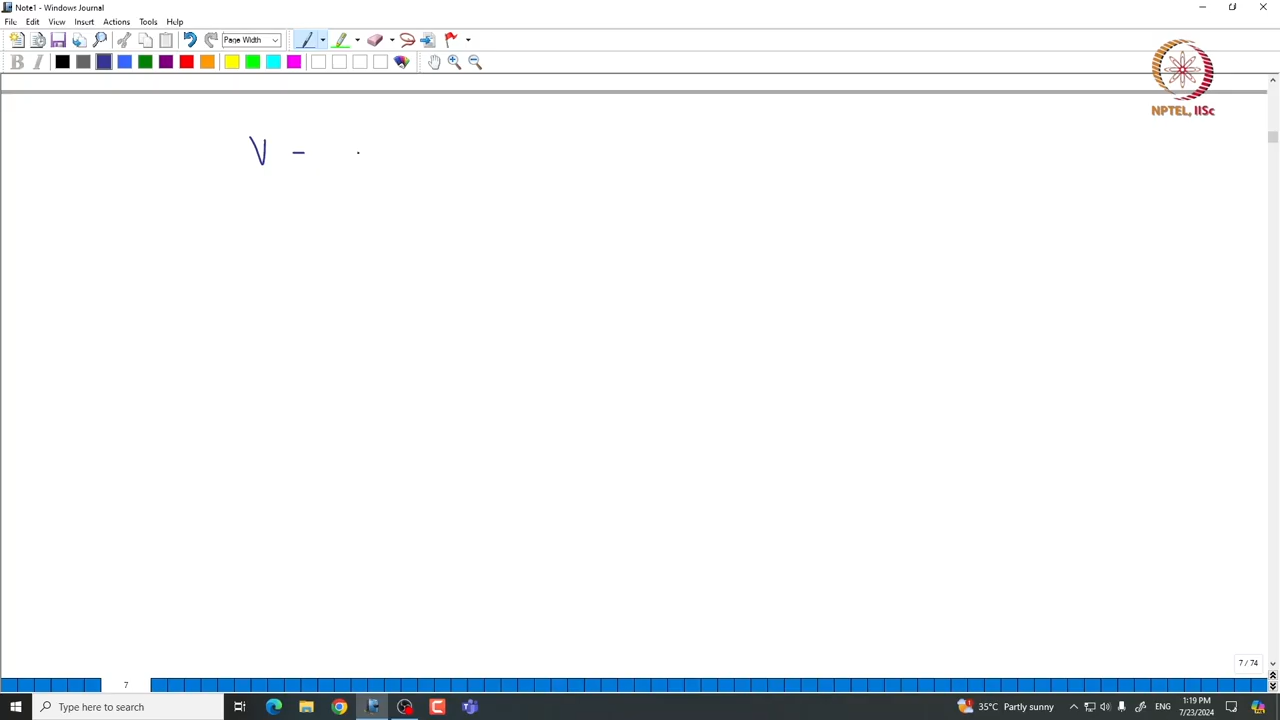 Note1 - Windows Journal
File Edit View Insert Actions Tools Help
Page Width
B I
NPTEL, IISc
V - .
7 / 74
7
Type here to search
35°C Partly sunny
ENG
1:19 PM
7/23/2024